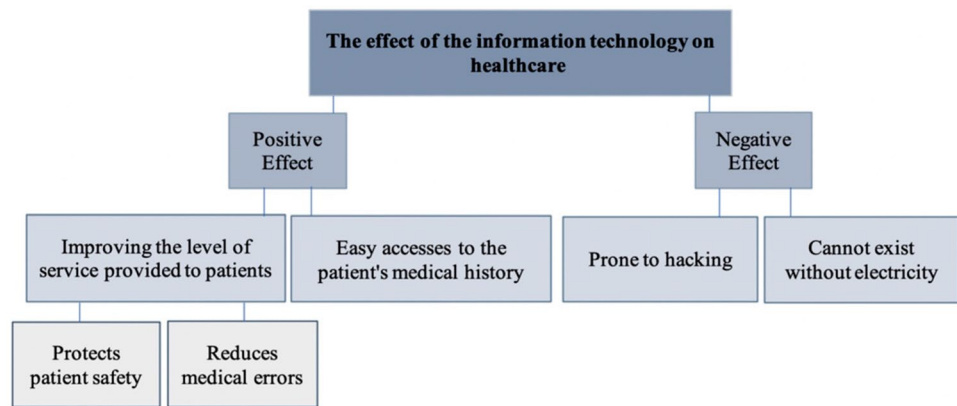 The effect of the information technology on
healthcare
Positive
Effect
Negative
Effect
Improving the level of
service provided to patients
Easy accesses to the
patient's medical history
Prone to hacking
Cannot exist
without electricity
Protects
patient safety
Reduces
medical errors